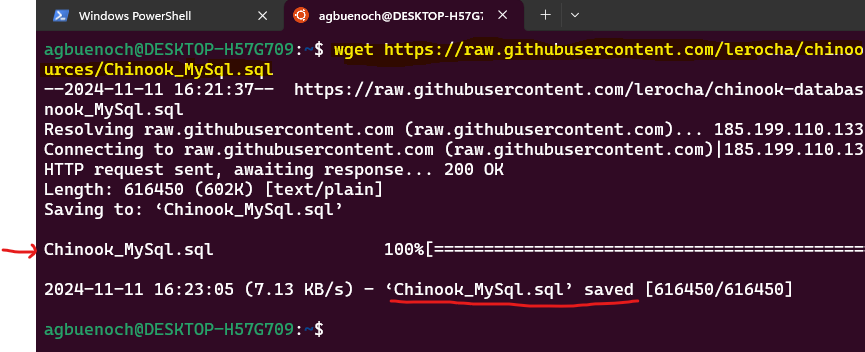 Windows PowerShell
agbuenoch@DESKTOP-H57G7
agbuenoch@DESKTOP-H57G709:~$ wget https://raw.githubusercontent.com/lerocha/chinoo
urces/Chinook_MySql.sql
--2024-11-11 16:21:37--  https://raw.githubusercontent.com/lerocha/chinook-databas
nook_MySql.sql
Resolving raw.githubusercontent.com (raw.githubusercontent.com)... 185.199.110.133
Connecting to raw.githubusercontent.com (raw.githubusercontent.com)|185.199.110.13
HTTP request sent, awaiting response... 200 OK
Length: 616450 (602K) [text/plain]
Saving to: ‘Chinook_MySql.sql’
Chinook_MySql.sql                 100%[===========================================
2024-11-11 16:23:05 (7.13 KB/s) - ‘Chinook_MySql.sql’ saved [616450/616450]
agbuenoch@DESKTOP-H57G709:~$